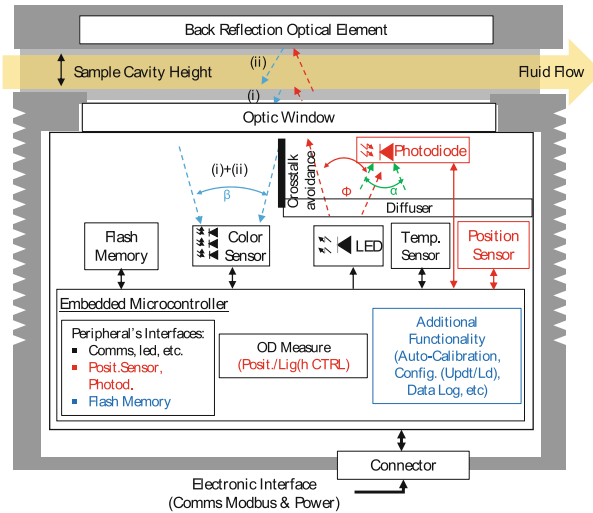 Back Reflection Optical Element
(ii)
Sample Cavity Height
Fluid Flow
(i)
Optic Window
Crosstalk
avoidance
Photodiode
(i)+(ii)
β
Φ
α
Diffuser
Flash
Memory
Color
Sensor
LED
Temp.
Sensor
Position
Sensor
Embedded Microcontroller
Peripheral's Interfaces:
Comms, led, etc.
Posit.Sensor,
Photod.
Flash Memory
OD Measure
(Posit./Lig(h CTRL)
Additional
Functionality
(Auto-Calibration,
Config. (Updt/Ld),
Data Log, etc)
Connector
Electronic Interface
(Comms Modbus & Power)